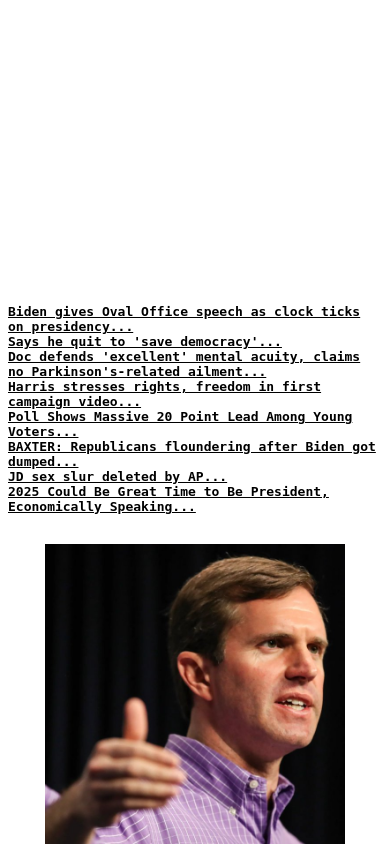 Biden gives Oval Office speech as clock ticks
on presidency...
Says he quit to 'save democracy'...
Doc defends 'excellent' mental acuity, claims
no Parkinson's-related ailment...
Harris stresses rights, freedom in first
campaign video...
Poll Shows Massive 20 Point Lead Among Young
Voters...
BAXTER: Republicans floundering after Biden got
dumped...
JD sex slur deleted by AP...
2025 Could Be Great Time to Be President,
Economically Speaking...